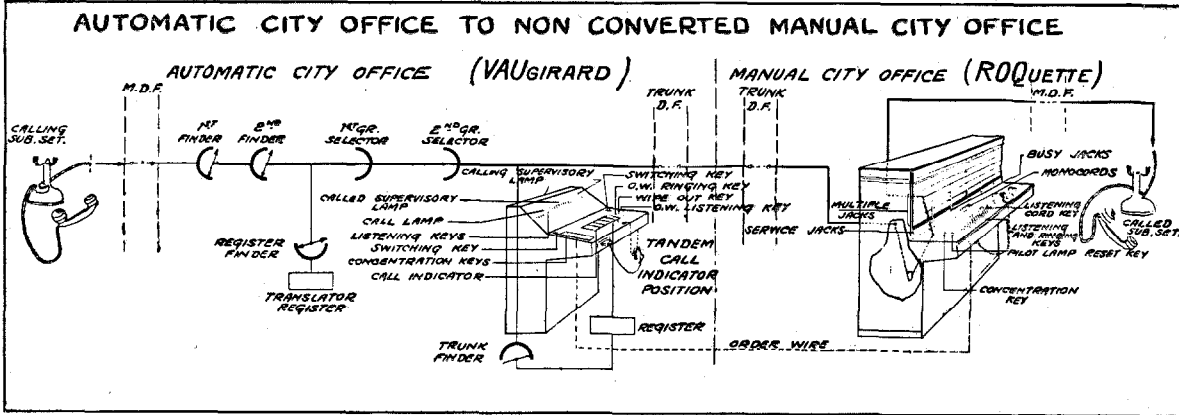 AUTOMATIC CITY OFFICE TO NON CONVERTED MANUAL CITY OFFICE
AUTOMATIC CITY OFFICE (VAUGIRARD)
MANUAL CITY OFFICE (ROQUETTE)
M.D.F.
CALLING
SUB. SET.
1ST
FINDER
2ND
FINDER
1ST GR.
SELECTOR
2ND GR.
SELECTOR
TRUNK
D.F.
TRUNK
D.F.
M.D.F.
REGISTER
FINDER
TRANSLATOR
REGISTER
CALLING SUPERVISORY
LAMP
CALLED SUPERVISORY
LAMP
CALL LAMP
LISTENING KEYS
SWITCHING KEY
CONCENTRATION KEYS
CALL INDICATOR
SWITCHING KEY
O.W. RINGING KEY
WIPE OUT KEY
O.W. LISTENING KEY
TANDEM
CALL
INDICATOR
POSITION
REGISTER
TRUNK
FINDER
ORDER WIRE
MULTIPLE
JACKS
SERVICE JACKS
BUSY JACKS
MONOCORDS
LISTENING
CORD KEY
LISTENING
AND RINGING
KEYS
PILOT LAMP RESET KEY
CALLED
SUB. SET.
CONCENTRATION
KEY